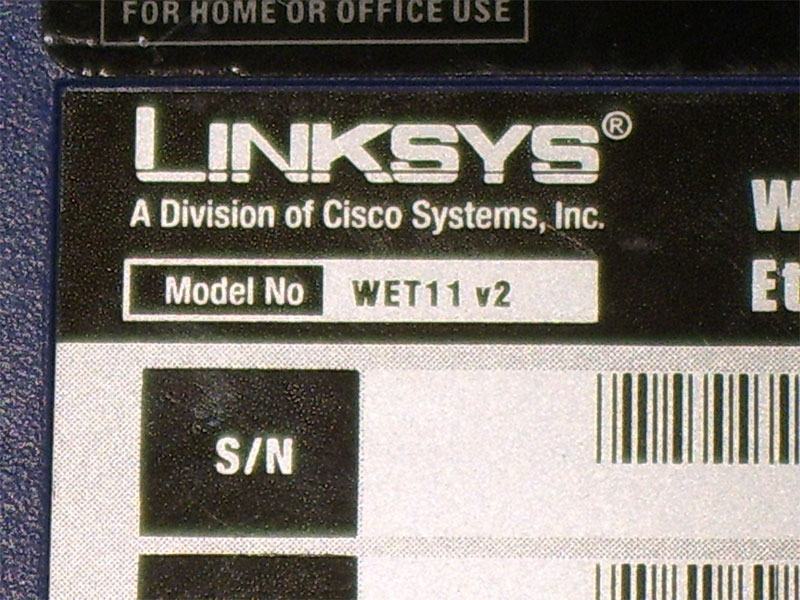 FOR HOME OR OFFICE USE
LINKSYS®
A Division of Cisco Systems, Inc.
Model No WET11 v2
S/N